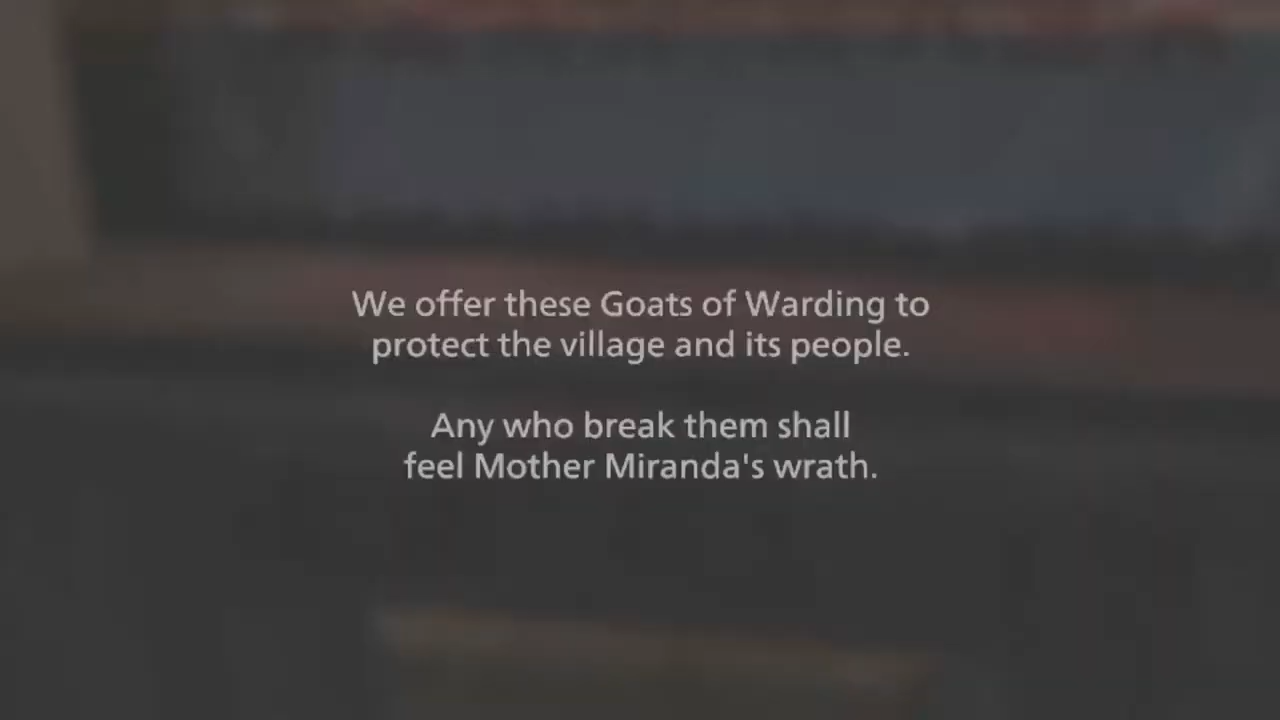 We offer these Goats of Warding to
protect the village and its people.
Any who break them shall
feel Mother Miranda's wrath.